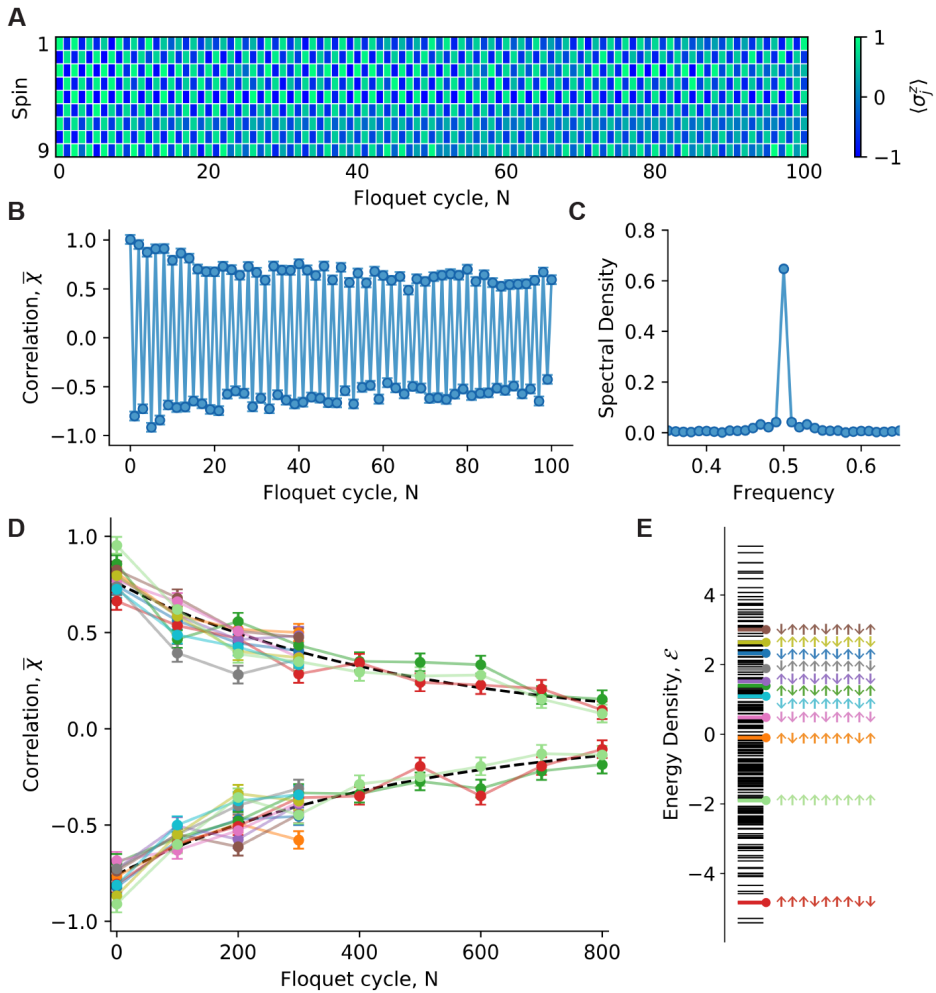 A
Spin
1
9
0 20 40 60 80 100
Floquet cycle, N
1
0
−1
⟨σ_j^z⟩
B
Correlation, χ̅
1.0
0.5
0.0
−0.5
−1.0
0 20 40 60 80 100
Floquet cycle, N
C
Spectral Density
0.8
0.6
0.4
0.2
0.0
0.4 0.5 0.6
Frequency
D
Correlation, χ̅
1.0
0.5
0.0
−0.5
−1.0
0 200 400 600 800
Floquet cycle, N
E
Energy Density, ℰ
4
2
0
−2
−4
↑↑↑↑↑↑↑↑↑